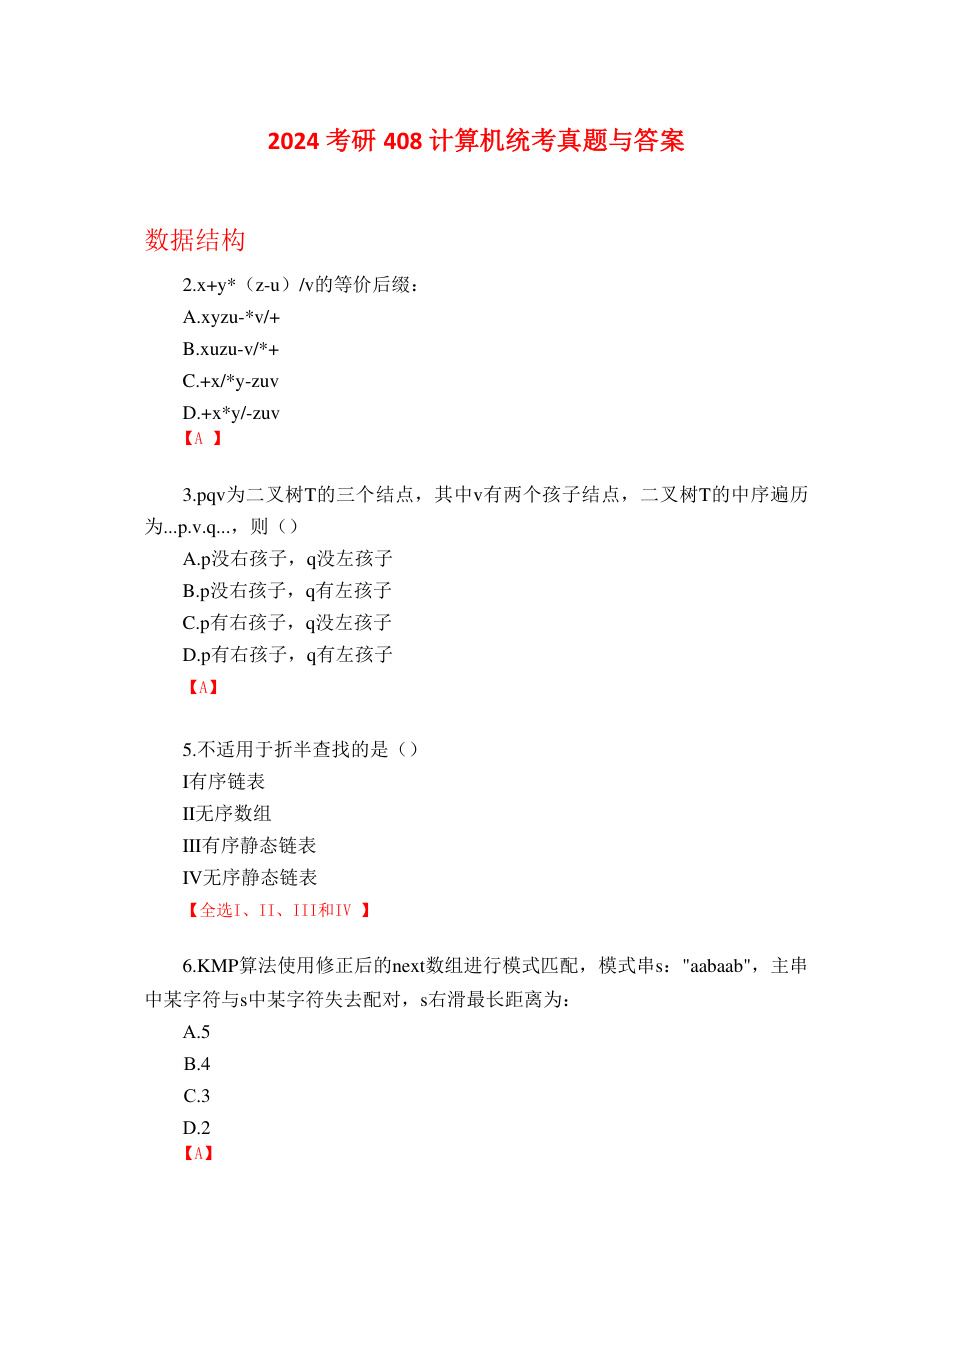 2024 考研 408 计算机统考真题与答案
数据结构
2.x+y*（z-u）/v的等价后缀：
A.xyzu-*v/+
B.xuzu-v/*+
C.+x/*y-zuv
D.+x*y/-zuv
【A 】
3.pqv为二叉树T的三个结点，其中v有两个孩子结点，二叉树T的中序遍历
为...p.v.q...，则（）
A.p没右孩子，q没左孩子
B.p没右孩子，q有左孩子
C.p有右孩子，q没左孩子
D.p有右孩子，q有左孩子
【A】
5.不适用于折半查找的是（）
I有序链表
II无序数组
III有序静态链表
IV无序静态链表
【全选I、II、III和IV 】
6.KMP算法使用修正后的next数组进行模式匹配，模式串s："aabaab"，主串
中某字符与s中某字符失去配对，s右滑最长距离为：
A.5
B.4
C.3
D.2
【A】